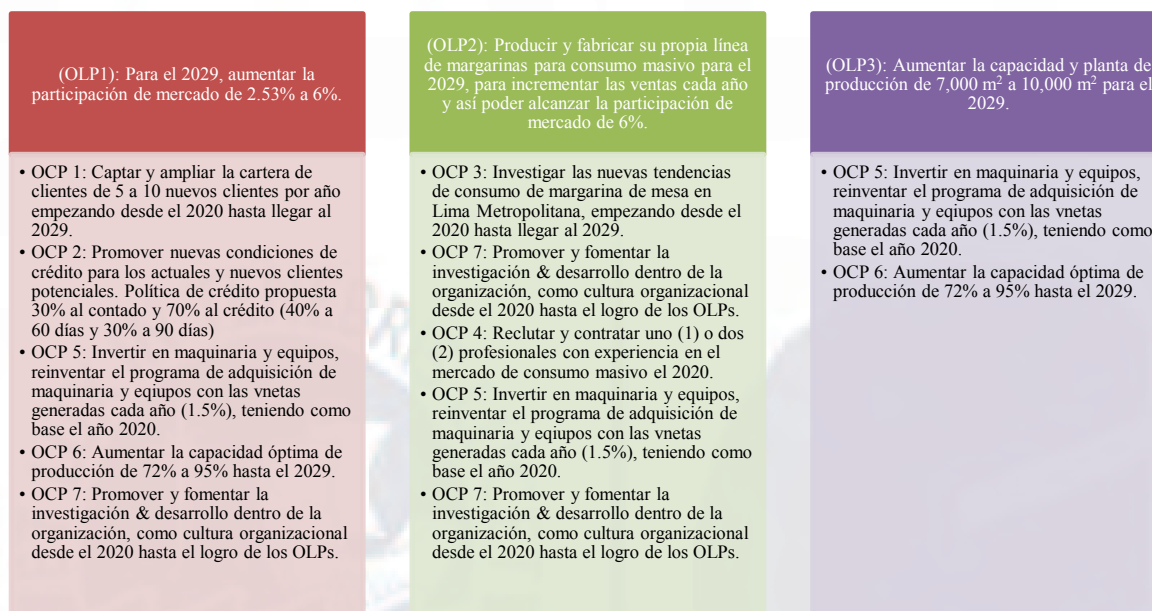 (OLP1): Para el 2029, aumentar la
participación de mercado de 2.53% a 6%.
• OCP 1: Captar y ampliar la cartera de
clientes de 5 a 10 nuevos clientes por año
empezando desde el 2020 hasta llegar al
2029.
• OCP 2: Promover nuevas condiciones de
crédito para los actuales y nuevos clientes
potenciales. Política de crédito propuesta
30% al contado y 70% al crédito (40% a
60 días y 30% a 90 días)
• OCP 5: Invertir en maquinaria y equipos,
reinventar el programa de adquisición de
maquinaria y eqiupos con las vnetas
generadas cada año (1.5%), teniendo como
base el año 2020.
• OCP 6: Aumentar la capacidad óptima de
producción de 72% a 95% hasta el 2029.
• OCP 7: Promover y fomentar la
investigación & desarrollo dentro de la
organización, como cultura organizacional
desde el 2020 hasta el logro de los OLPs.
(OLP2): Producir y fabricar su propia línea
de margarinas para consumo masivo para el
2029, para incrementar las ventas cada año
y así poder alcanzar la participación de
mercado de 6%.
• OCP 3: Investigar las nuevas tendencias
de consumo de margarina de mesa en
Lima Metropolitana, empezando desde el
2020 hasta llegar al 2029.
• OCP 7: Promover y fomentar la
investigación & desarrollo dentro de la
organización, como cultura organizacional
desde el 2020 hasta el logro de los OLPs.
• OCP 4: Reclutar y contratar uno (1) o dos
(2) profesionales con experiencia en el
mercado de consumo masivo el 2020.
• OCP 5: Invertir en maquinaria y equipos,
reinventar el programa de adquisición de
maquinaria y eqiupos con las vnetas
generadas cada año (1.5%), teniendo como
base el año 2020.
• OCP 7: Promover y fomentar la
investigación & desarrollo dentro de la
organización, como cultura organizacional
desde el 2020 hasta el logro de los OLPs.
(OLP3): Aumentar la capacidad y planta de
producción de 7,000 m² a 10,000 m² para el
2029.
• OCP 5: Invertir en maquinaria y equipos,
reinventar el programa de adquisición de
maquinaria y eqiupos con las vnetas
generadas cada año (1.5%), teniendo como
base el año 2020.
• OCP 6: Aumentar la capacidad óptima de
producción de 72% a 95% hasta el 2029.